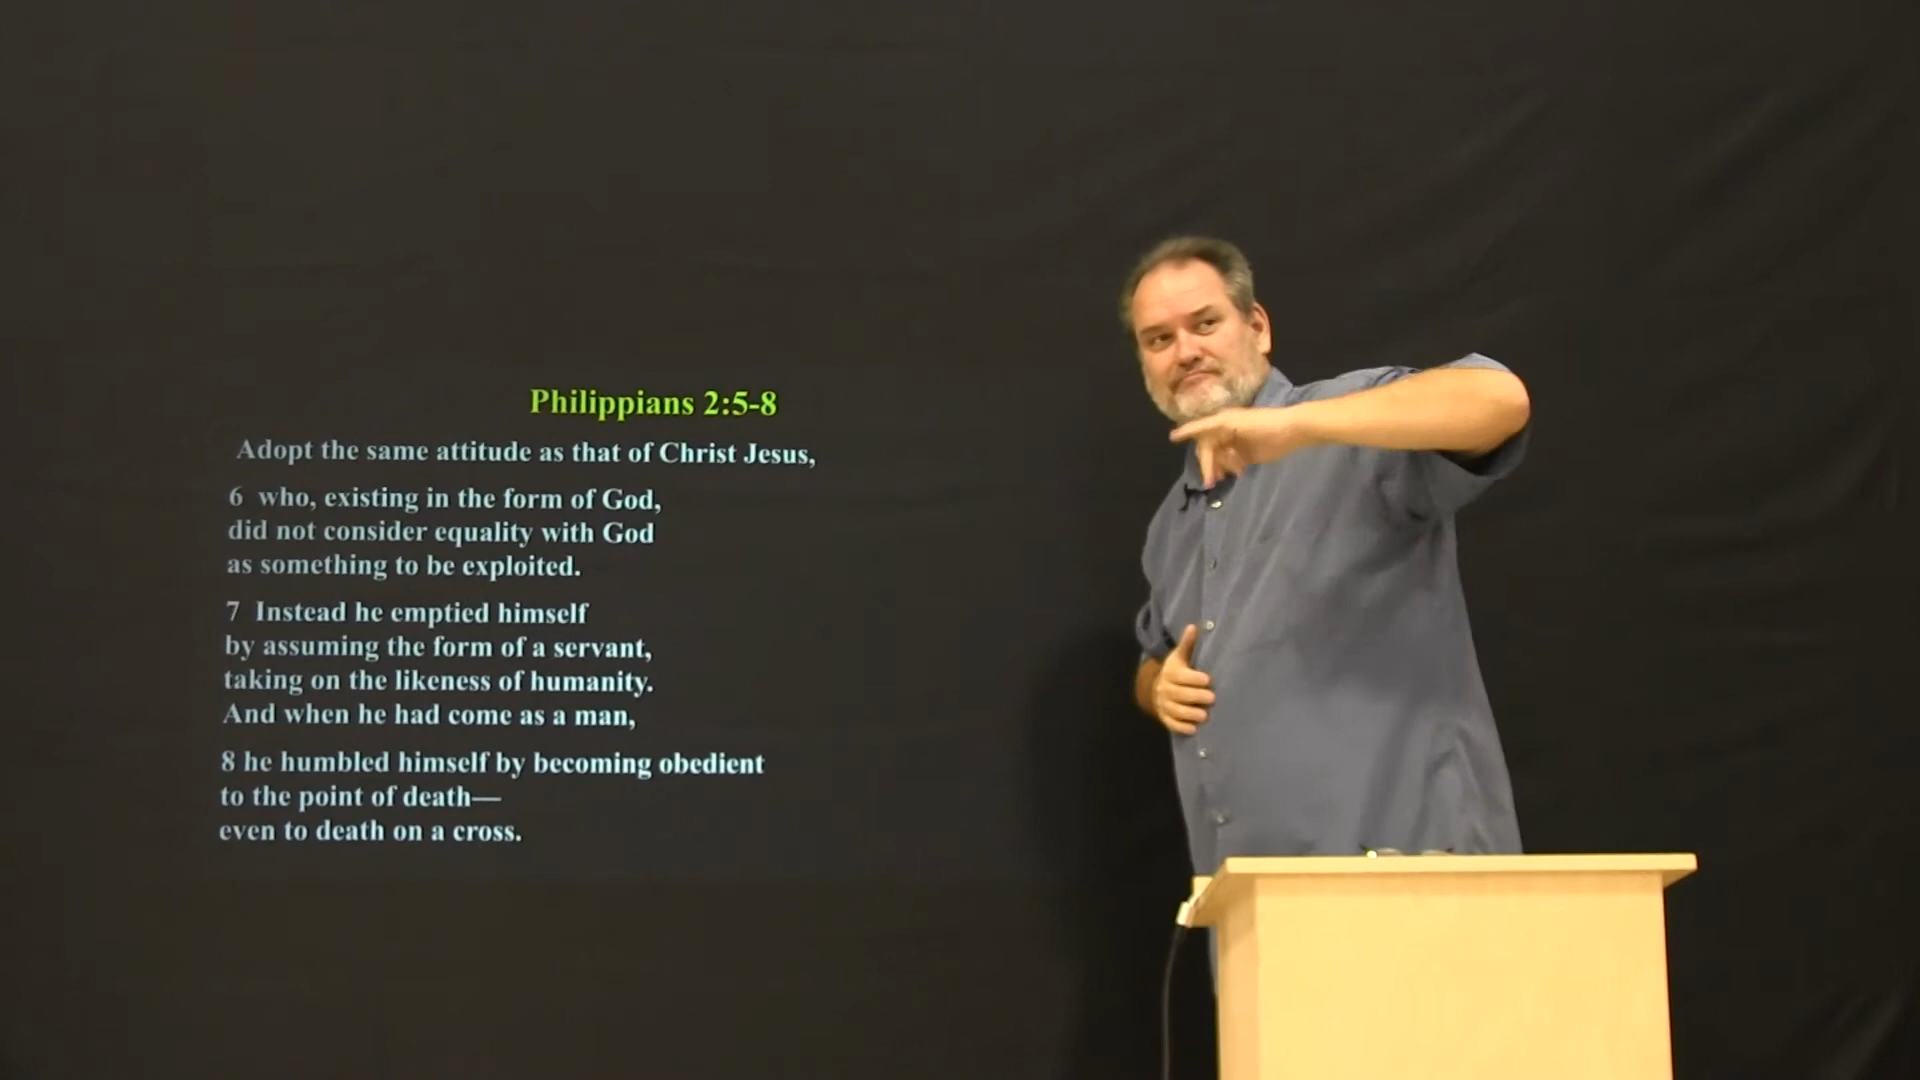 Philippians 2:5-8
Adopt the same attitude as that of Christ Jesus,
6 who, existing in the form of God,
did not consider equality with God
as something to be exploited.
7 Instead he emptied himself
by assuming the form of a servant,
taking on the likeness of humanity.
And when he had come as a man,
8 he humbled himself by becoming obedient
to the point of death—
even to death on a cross.